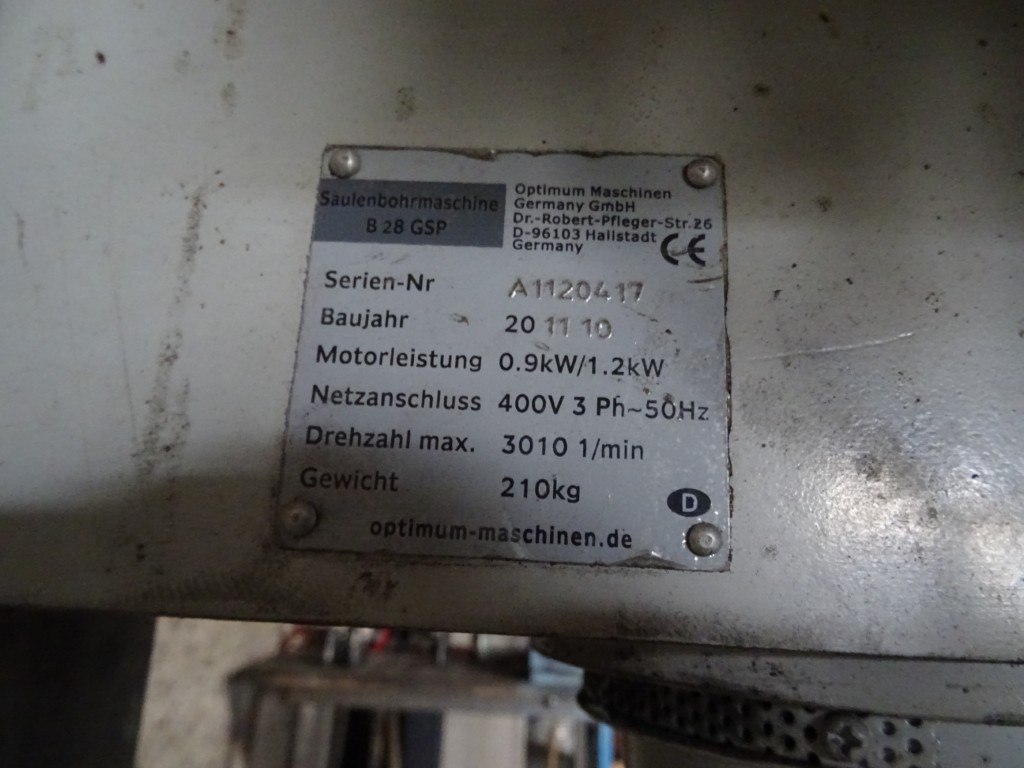 Säulenbohrmaschine
B 28 GSP
Optimum Maschinen
Germany GmbH
Dr.-Robert-Pfleger-Str. 26
D-96103 Hallstadt
Germany
CE
Serien-Nr A1120417
Baujahr 20 11 10
Motorleistung 0.9kW/1.2kW
Netzanschluss 400V 3 Ph~50Hz
Drehzahl max. 3010 1/min
Gewicht 210kg
D
optimum-maschinen.de